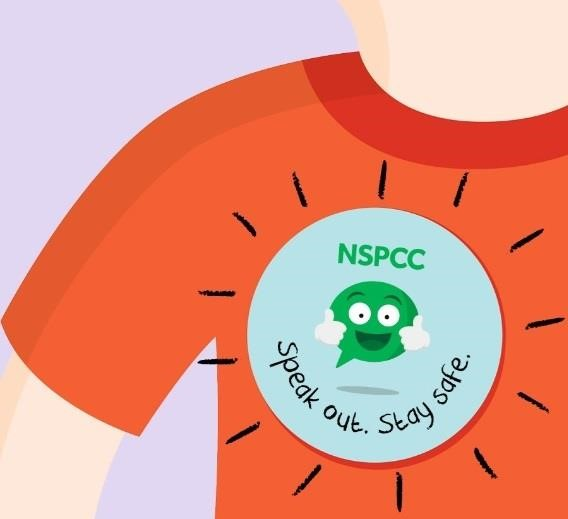 NSPCC
Speak out. Stay safe.